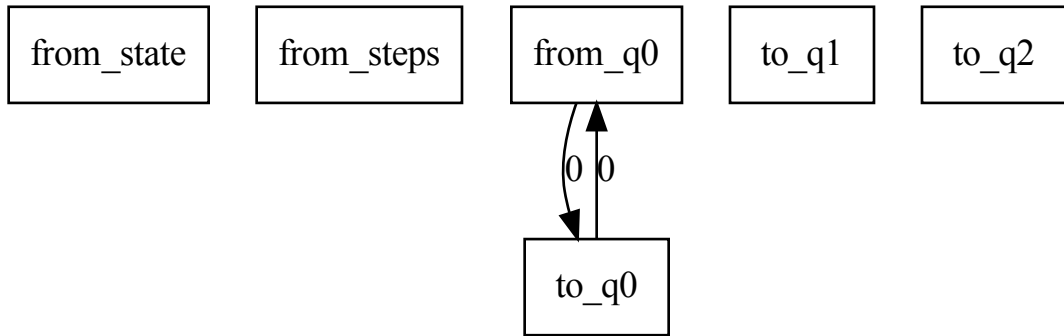 from_state
from_steps
from_q0
to_q1
to_q2
0
0
to_q0